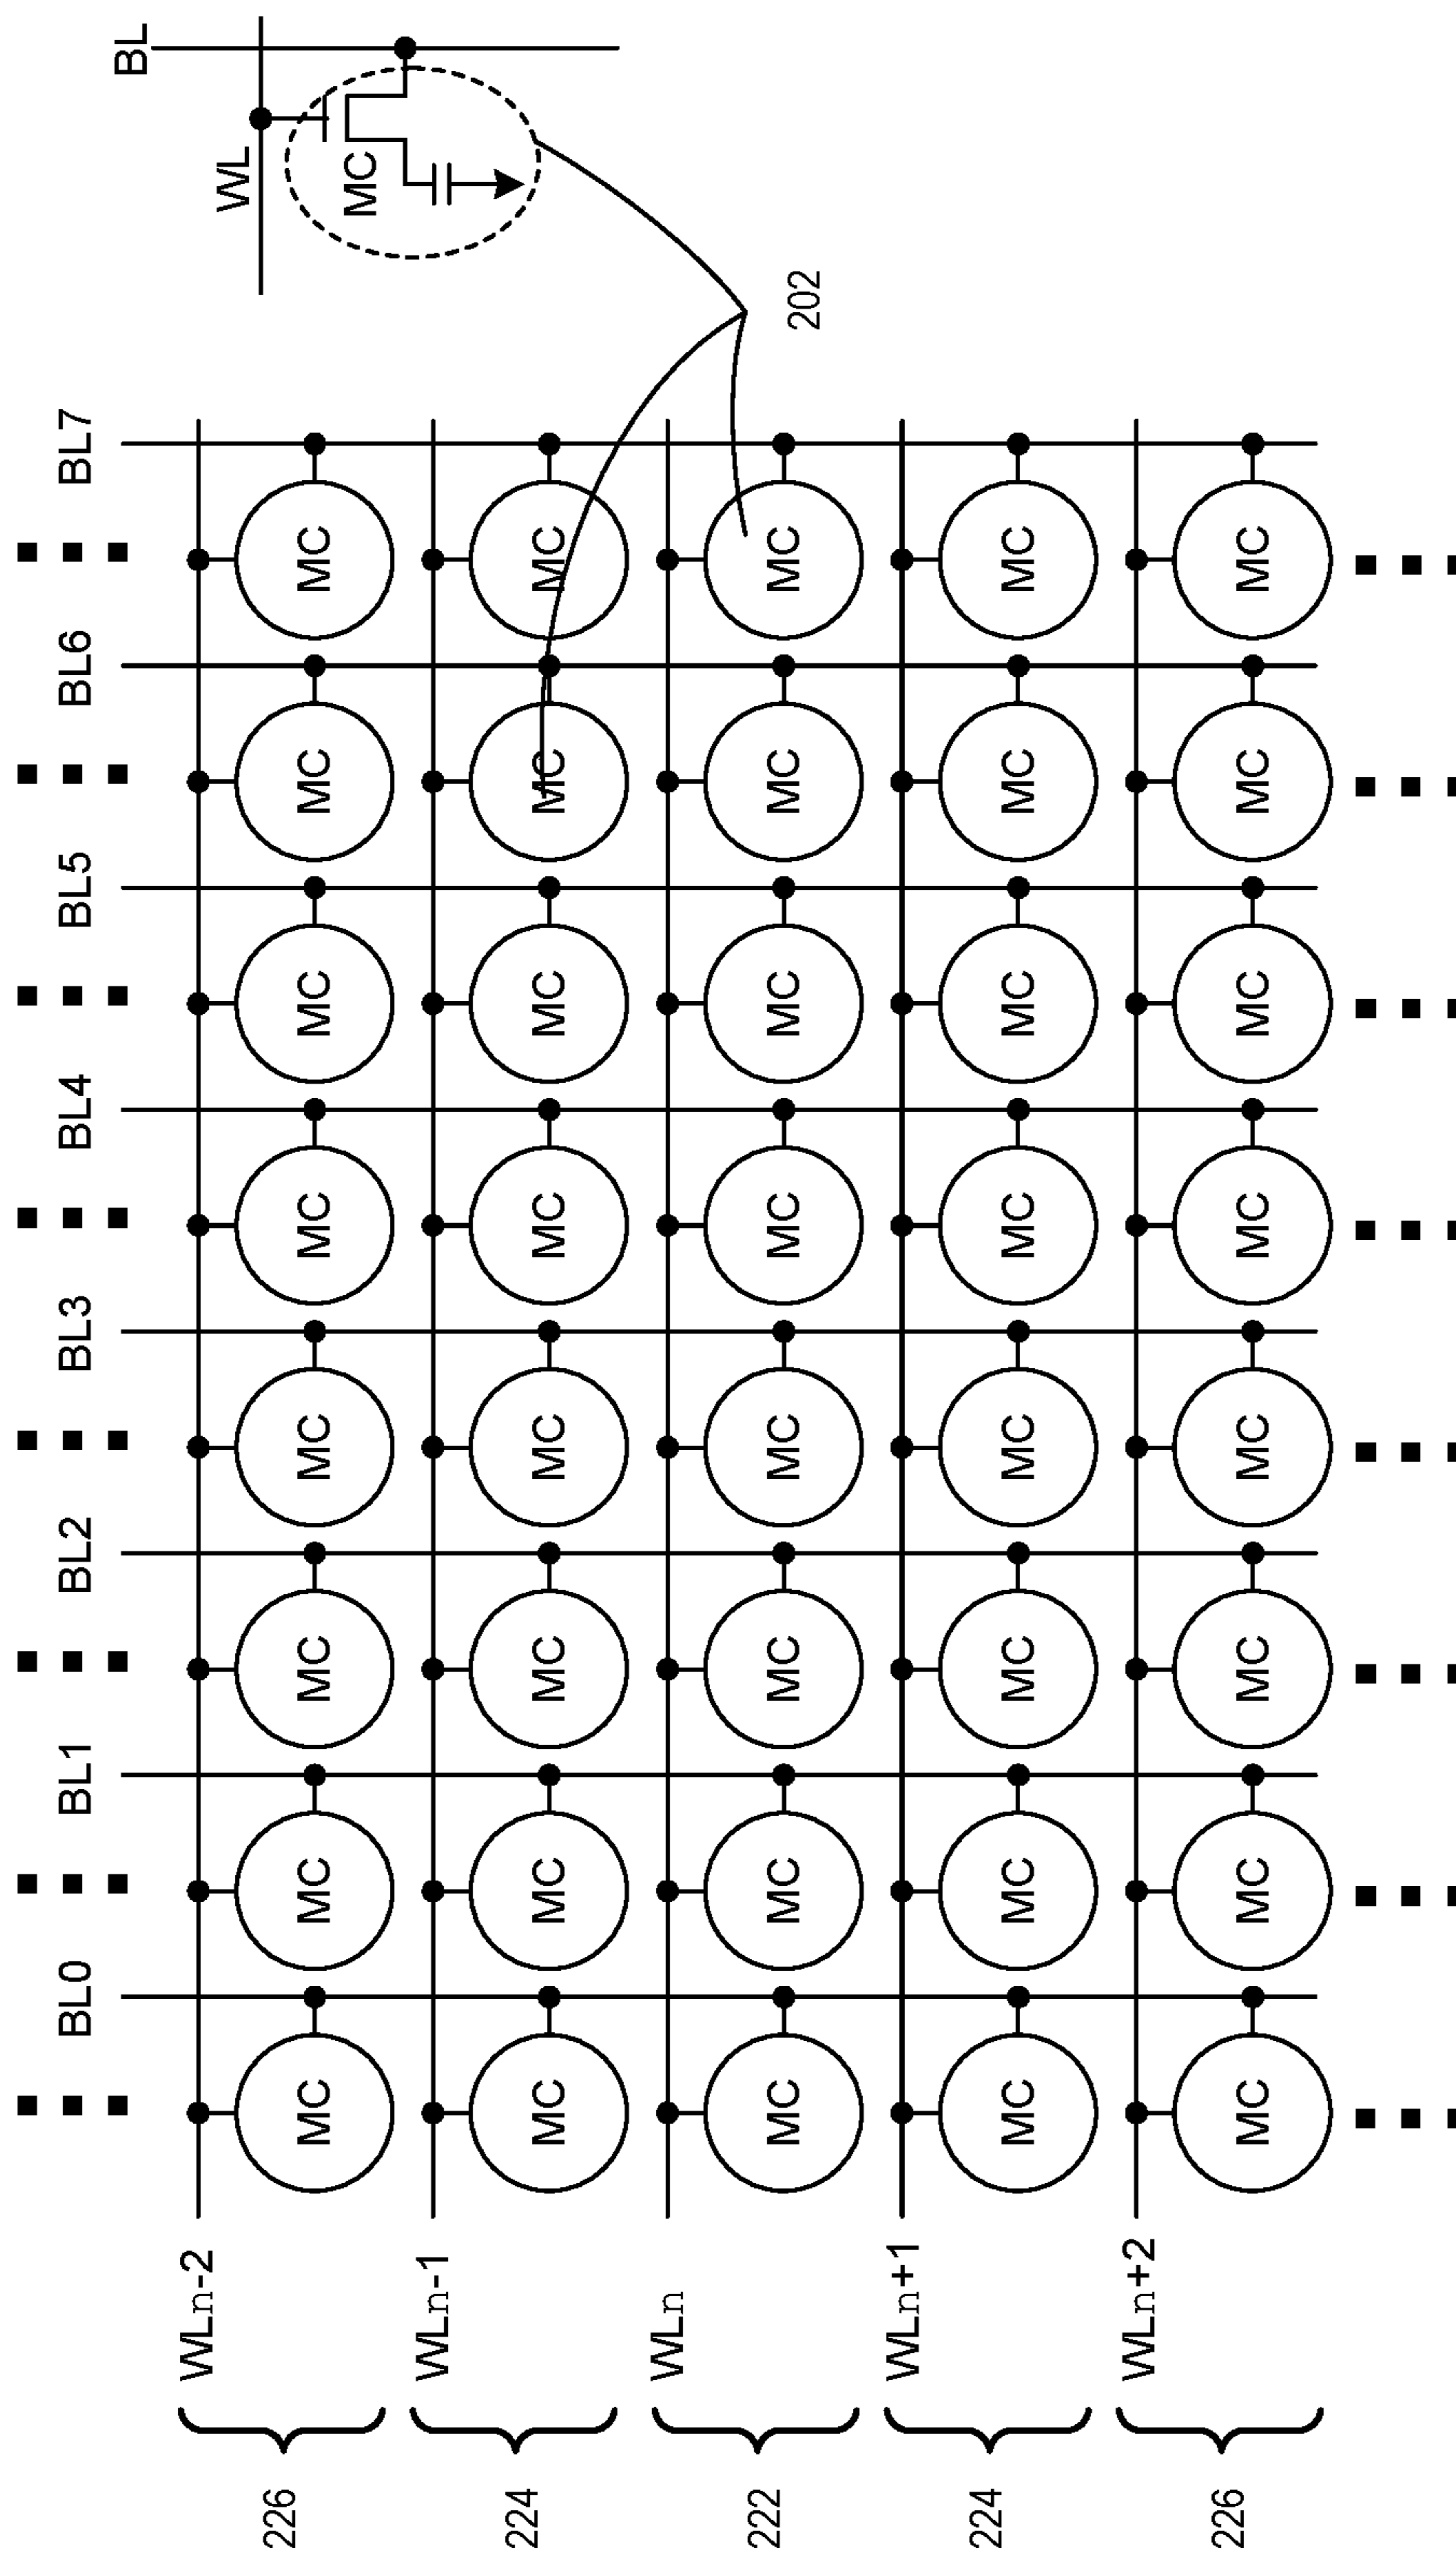 BL0 BL1 BL2 BL3 BL4 BL5 BL6 BL7
BL
WLn-2
WL
226 MC MC MC MC MC MC MC MC
MC
WLn-1
224 MC MC MC MC MC MC MC MC
WLn
222 MC MC MC MC MC MC MC MC
202
WLn+1
224 MC MC MC MC MC MC MC MC
WLn+2
226 MC MC MC MC MC MC MC MC